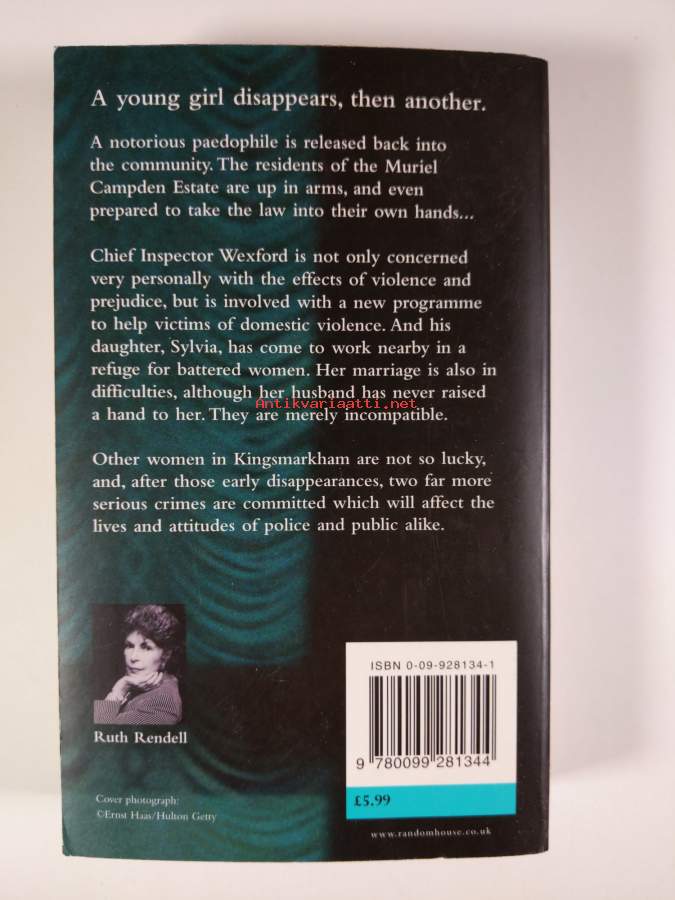 A young girl disappears, then another.
A notorious paedophile is released back into
the community. The residents of the Muriel
Campden Estate are up in arms, and even
prepared to take the law into their own hands...
Chief Inspector Wexford is not only concerned
very personally with the effects of violence and
prejudice, but is involved with a new programme
to help victims of domestic violence. And his
daughter, Sylvia, has come to work nearby in a
refuge for battered women. Her marriage is also in
difficulties, although her husband has never raised
Antikvariaatti.net
a hand to her. They are merely incompatible.
Other women in Kingsmarkham are not so lucky,
and, after those early disappearances, two far more
serious crimes are committed which will affect the
lives and attitudes of police and public alike.
Ruth Rendell
Cover photograph:
©Ernst Haas/Hulton Getty
ISBN 0-09-928134-1
9 780099 281344
£5.99
www.randomhouse.co.uk